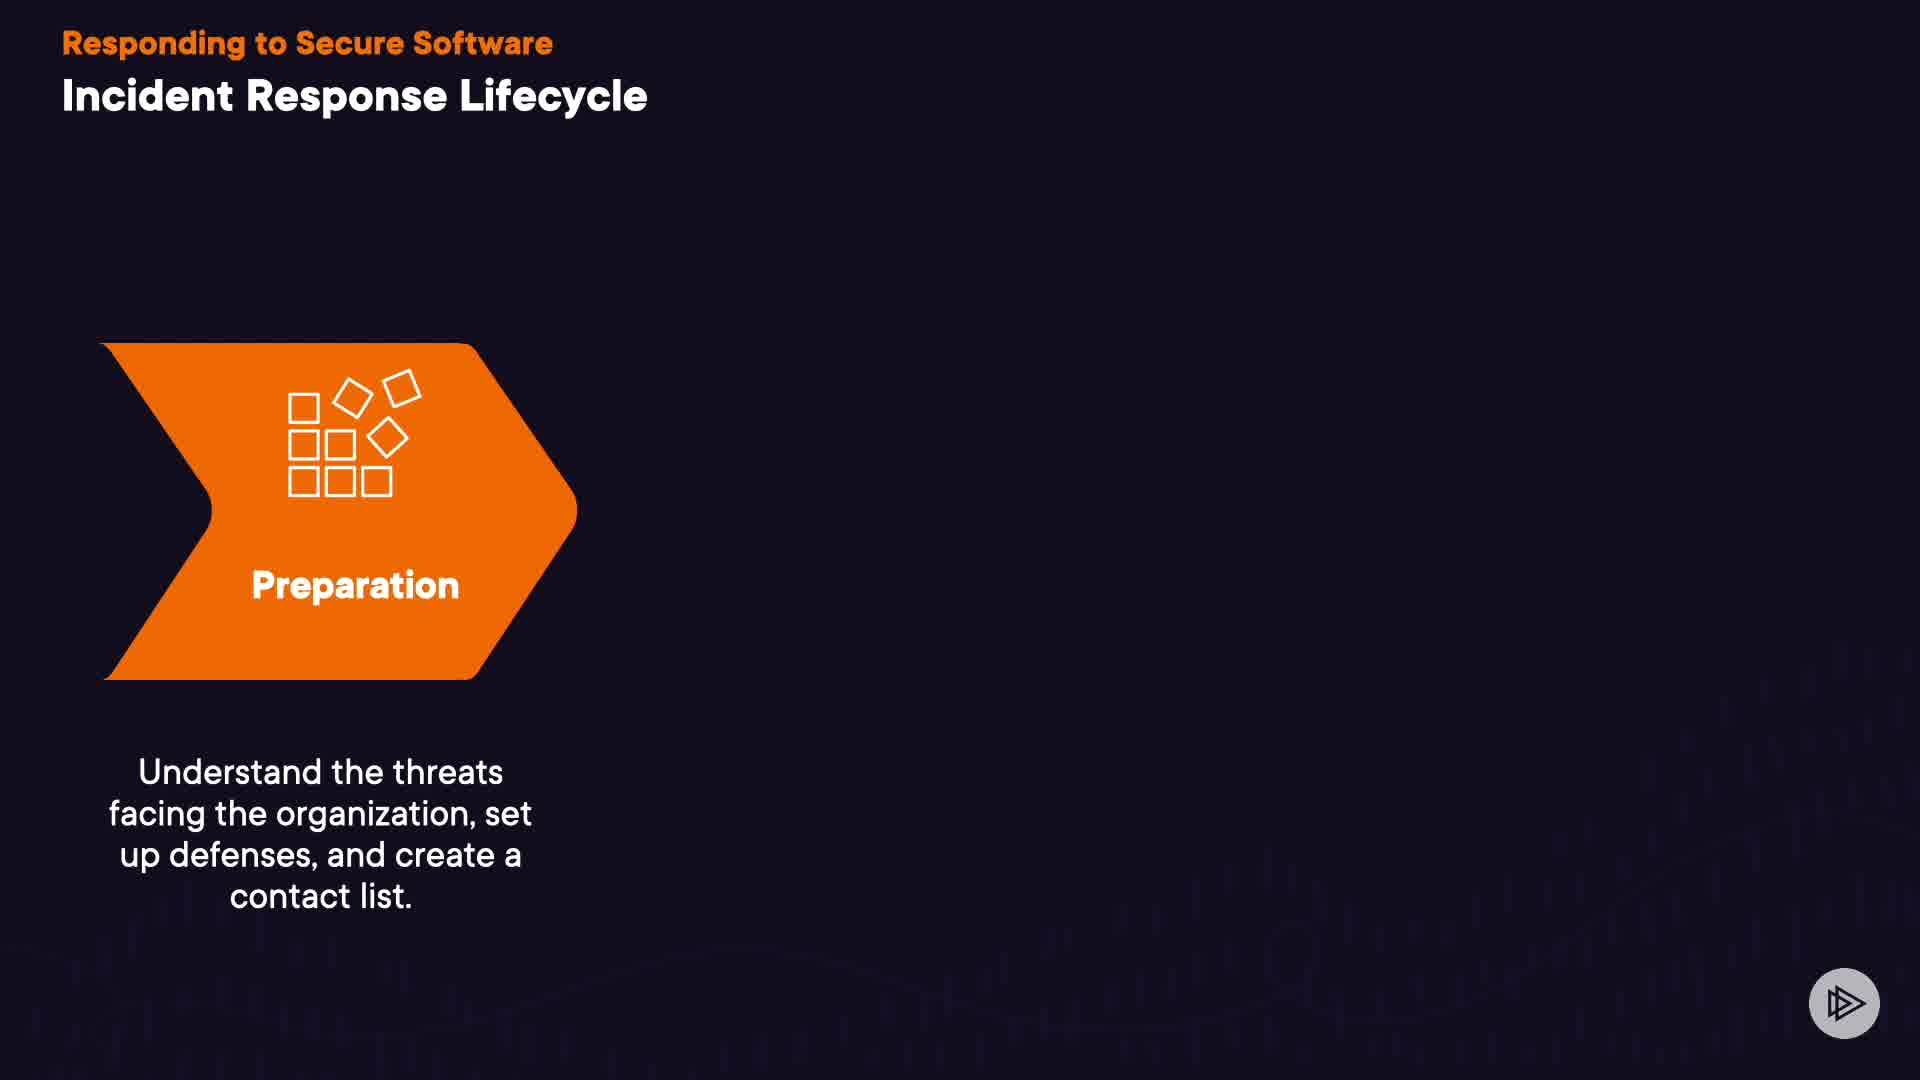 Responding to Secure Software
Incident Response Lifecycle
Preparation
Understand the threats
facing the organization, set
up defenses, and create a
contact list.